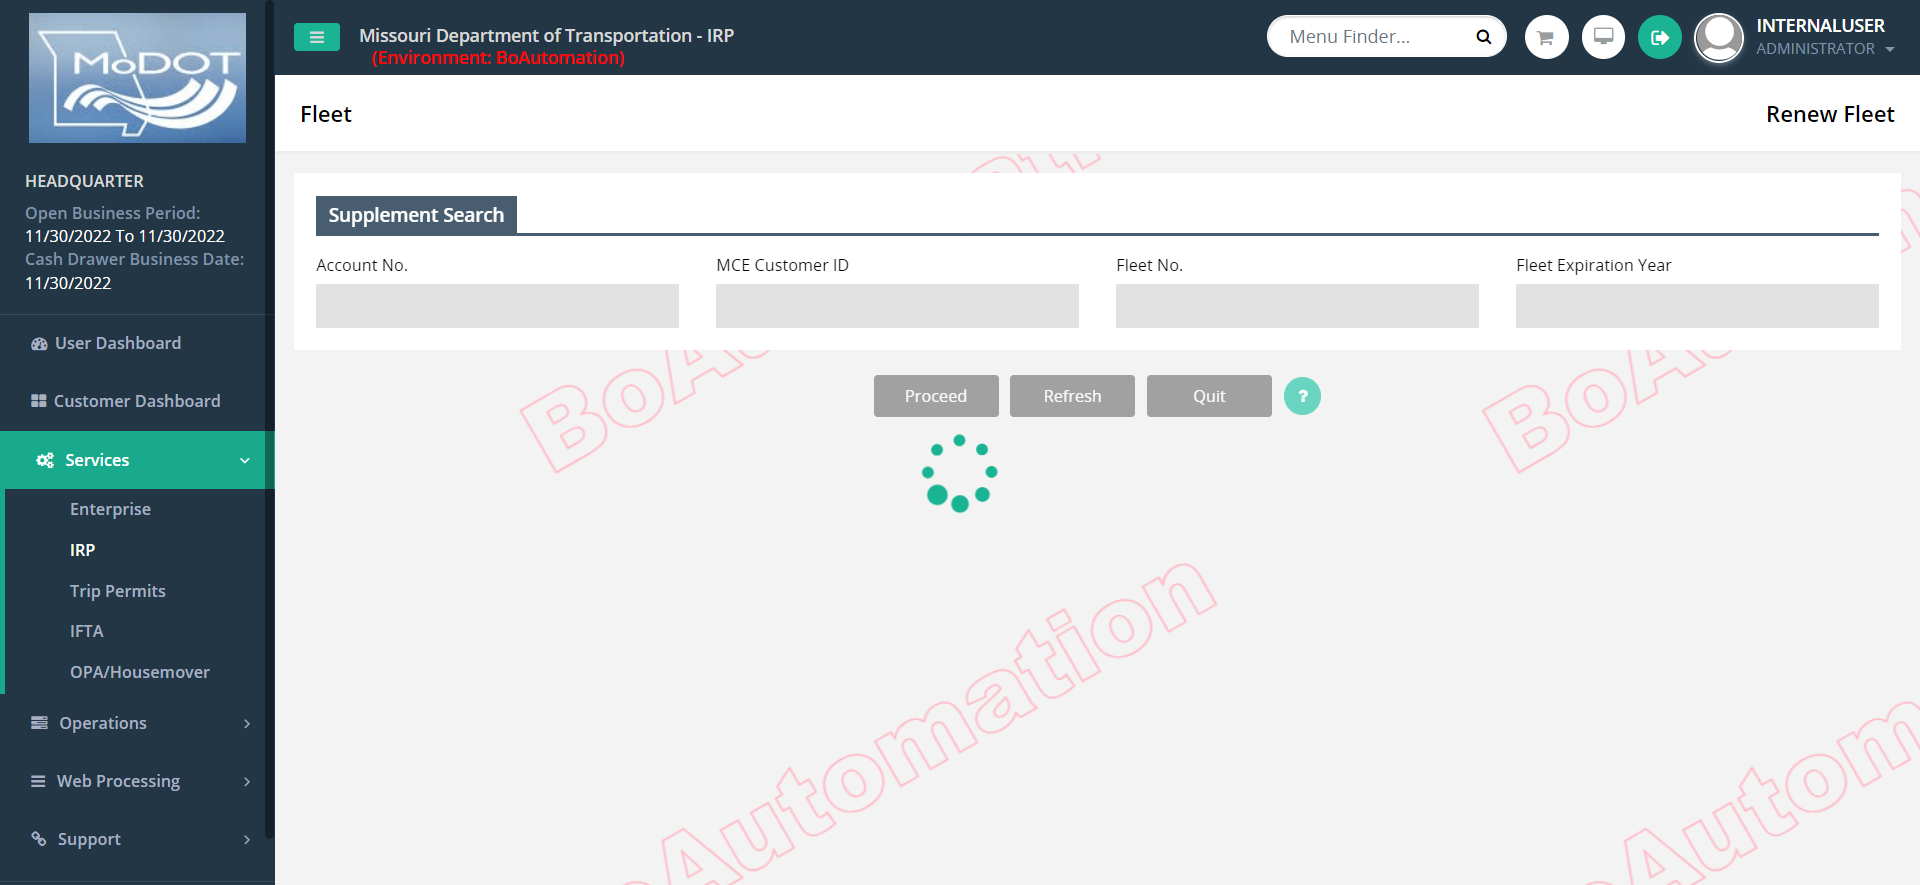 MoDOT
HEADQUARTER
Open Business Period:
11/30/2022 To 11/30/2022
Cash Drawer Business Date:
11/30/2022
User Dashboard
Customer Dashboard
Services
Enterprise
IRP
Trip Permits
IFTA
OPA/Housemover
Operations
Web Processing
Support
Missouri Department of Transportation - IRP
(Environment: BoAutomation)
Menu Finder...
INTERNALUSER
ADMINISTRATOR
Fleet
Renew Fleet
Supplement Search
Account No.
MCE Customer ID
Fleet No.
Fleet Expiration Year
Proceed
Refresh
Quit
?
BoAutomation